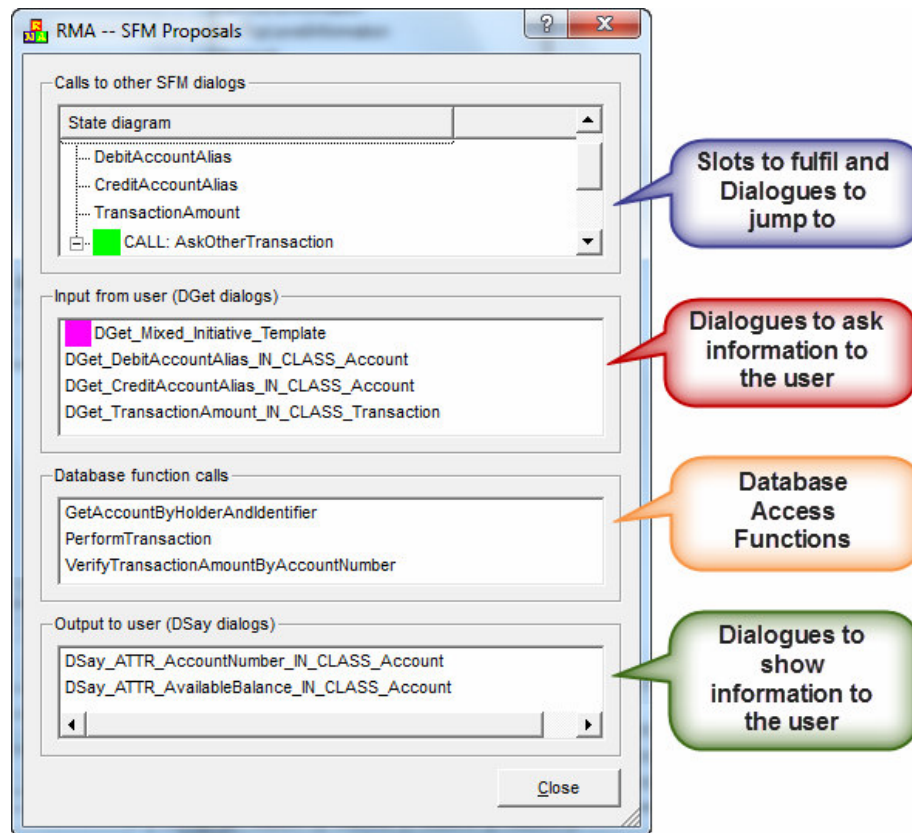 RMA -- SFM Proposals
Calls to other SFM dialogs
State diagram
DebitAccountAlias
CreditAccountAlias
TransactionAmount
CALL: AskOtherTransaction
Slots to fulfil and
Dialogues to
jump to
Input from user (DGet dialogs)
DGet_Mixed_Initiative_Template
DGet_DebitAccountAlias_IN_CLASS_Account
DGet_CreditAccountAlias_IN_CLASS_Account
DGet_TransactionAmount_IN_CLASS_Transaction
Dialogues to ask
information to
the user
Database function calls
GetAccountByHolderAndIdentifier
PerformTransaction
VerifyTransactionAmountByAccountNumber
Database
Access
Functions
Output to user (DSay dialogs)
DSay_ATTR_AccountNumber_IN_CLASS_Account
DSay_ATTR_AvailableBalance_IN_CLASS_Account
Dialogues to
show
information to
the user
Close